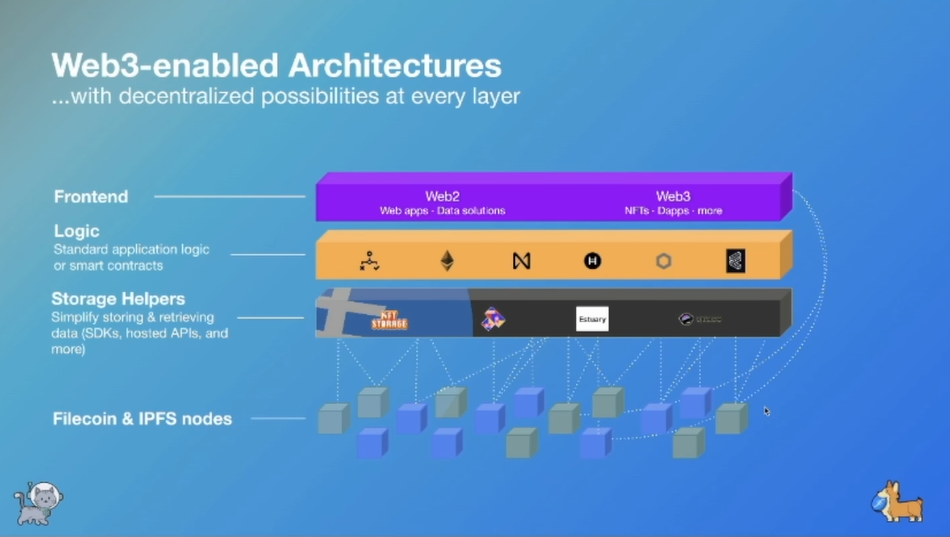 Web3-enabled Architectures
...with decentralized possibilities at every layer
Frontend
Web2
Web apps - Data solutions
Web3
NFTs - Dapps - more
Logic
Standard application logic
or smart contracts
Storage Helpers
Simplify storing & retrieving
data (SDKs, hosted APIs, and
more)
NFT
STORAGE
Estuary
Filecoin & IPFS nodes